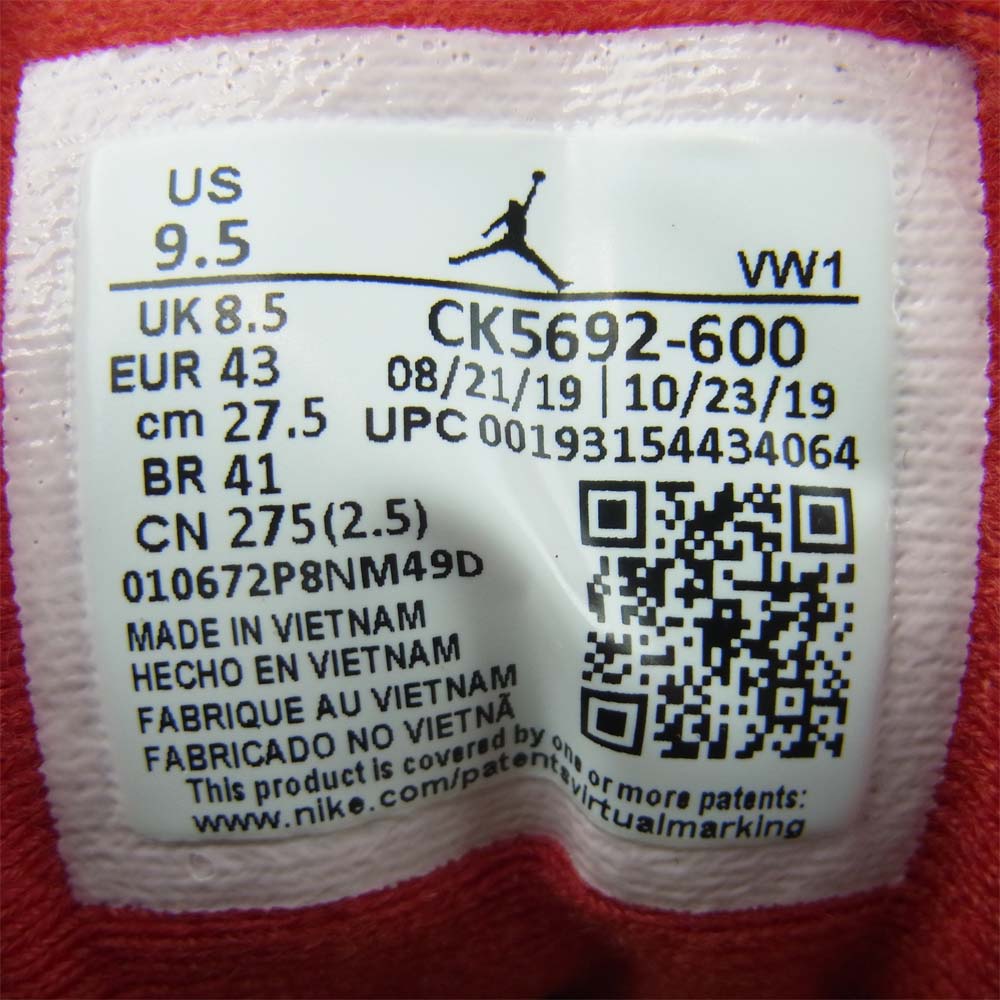 US
9.5
VW1
UK 8.5
CK5692-600
EUR 43
08/21/19 | 10/23/19
cm 27.5
UPC 00193154434064
BR 41
CN 275(2.5)
010672P8NM49D
MADE IN VIETNAM
HECHO EN VIETNAM
FABRIQUE AU VIETNAM
FABRICADO NO VIETNÃ
This product is covered by one or more patents:
www.nike.com/patentsvirtualmarking